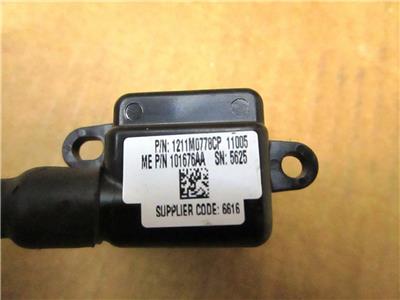 P/N: 1211M0778CP 11005
ME P/N 101676AA SN: 5625
SUPPLIER CODE: 6616